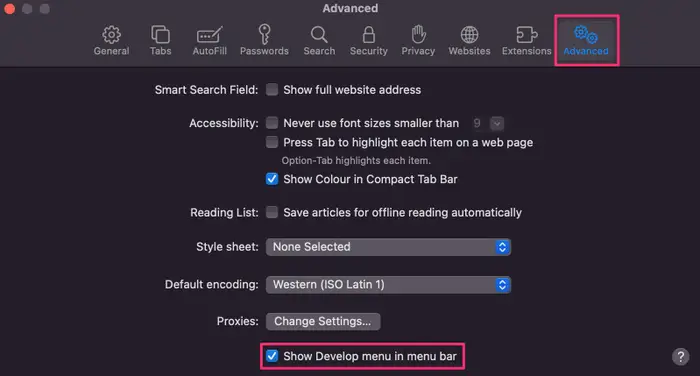 Advanced
General Tabs AutoFill Passwords Search Security Privacy Websites Extensions Advanced
Smart Search Field: Show full website address
Accessibility: Never use font sizes smaller than 9
Press Tab to highlight each item on a web page
Option-Tab highlights each item.
Show Colour in Compact Tab Bar
Reading List: Save articles for offline reading automatically
Style sheet: None Selected
Default encoding: Western (ISO Latin 1)
Proxies: Change Settings...
Show Develop menu in menu bar
?